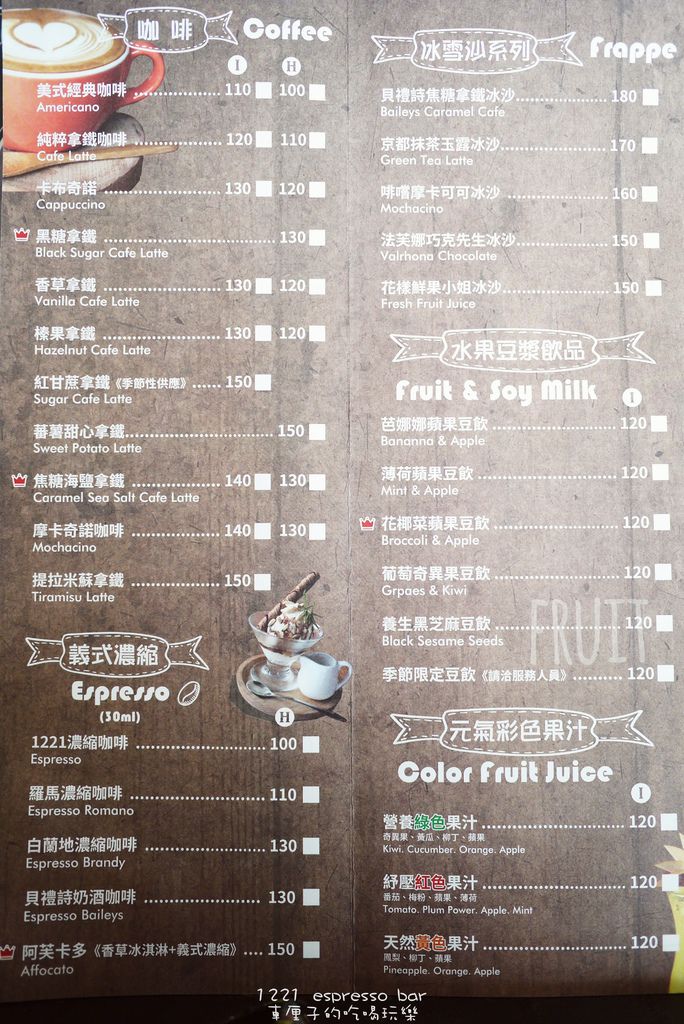 咖啡 Coffee
I H
美式經典咖啡 ................ 110 100
Americano
純粹拿鐵咖啡 ................ 120 110
Cafe Latte
卡布奇諾 ................ 130 120
Cappuccino
黑糖拿鐵 ................ 130
Black Sugar Cafe Latte
香草拿鐵 ................ 130 120
Vanilla Cafe Latte
榛果拿鐵 ................ 130 120
Hazelnut Cafe Latte
紅甘蔗拿鐵《季節性供應》...... 150
Sugar Cafe Latte
蕃薯甜心拿鐵................ 150
Sweet Potato Latte
焦糖海鹽拿鐵 ................ 140 130
Caramel Sea Salt Cafe Latte
摩卡奇諾咖啡 ................ 140 130
Mochacino
提拉米蘇拿鐵 ................ 150
Tiramisu Latte
義式濃縮
Espresso
(30ml)
H
1221濃縮咖啡 ................ 100
Espresso
羅馬濃縮咖啡 ................ 110
Espresso Romano
白蘭地濃縮咖啡 ................ 130
Espresso Brandy
貝禮詩奶酒咖啡 ................ 130
Espresso Baileys
阿芙卡多《香草冰淇淋+義式濃縮》.... 150
Affocato
冰雪沙系列 Frappe
貝禮詩焦糖拿鐵冰沙................ 180
Baileys Caramel Cafe
京都抹茶玉露冰沙................ 170
Green Tea Latte
啡嚐摩卡可可冰沙................ 160
Mochacino
法芙娜巧克先生冰沙................ 150
Valrhona Chocolate
花樣鮮果小姐冰沙................ 150
Fresh Fruit Juice
水果豆漿飲品
Fruit & Soy Milk
I
芭娜娜蘋果豆飲 ................ 120
Bananna & Apple
薄荷蘋果豆飲 ................ 120
Mint & Apple
花椰菜蘋果豆飲 ................ 120
Broccoli & Apple
葡萄奇異果豆飲 ................ 120
Grpaes & Kiwi
養生黑芝麻豆飲 ................ 120
Black Sesame Seeds
FRUIT
季節限定豆飲《請洽服務人員》......... 120
元氣彩色果汁
Color Fruit Juice
I
營養綠色果汁 ................ 120
奇異果、黃瓜、柳丁、蘋果
Kiwi. Cucumber. Orange. Apple
紓壓紅色果汁 ................ 120
番茄、梅粉、蘋果、薄荷
Tomato. Plum Power. Apple. Mint
天然黃色果汁 ................ 120
鳳梨、柳丁、蘋果
Pineapple. Orange. Apple
1221 espresso bar
車厘子的吃喝玩樂